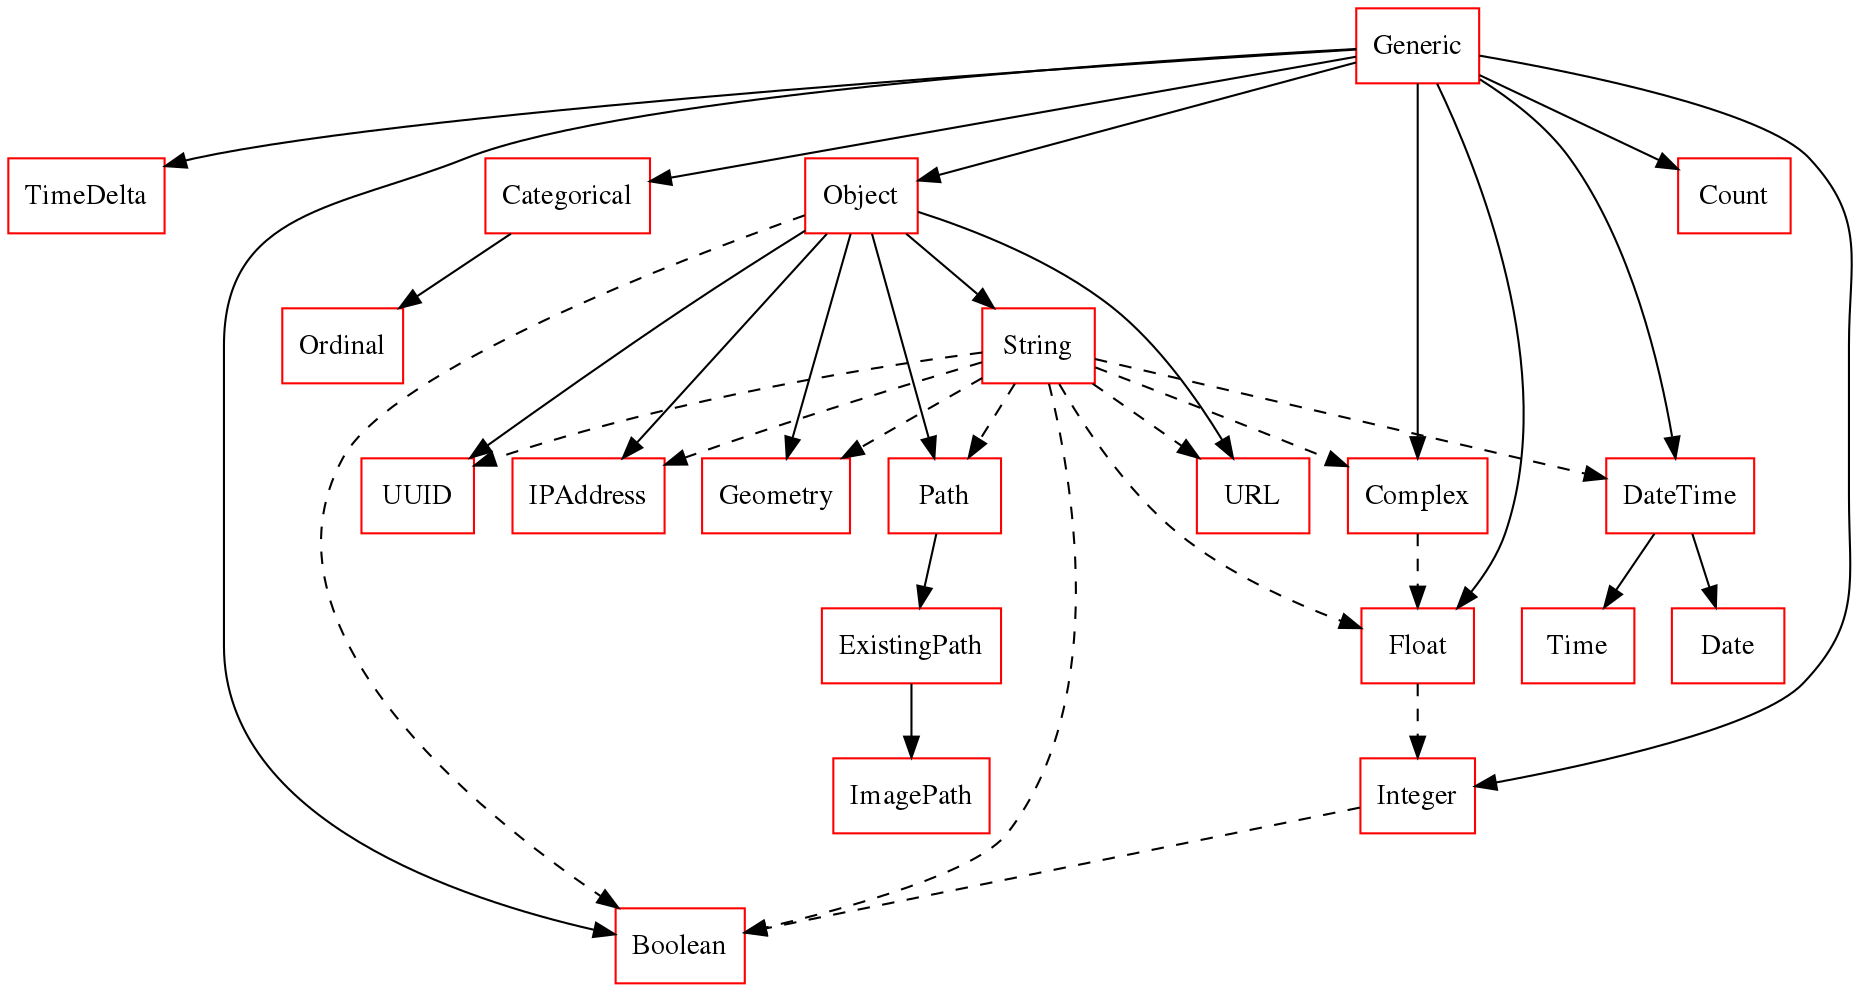 Generic
TimeDelta
Categorical
Object
Count
Ordinal
String
UUID
IPAddress
Geometry
Path
URL
Complex
DateTime
ExistingPath
Float
Time
Date
ImagePath
Integer
Boolean